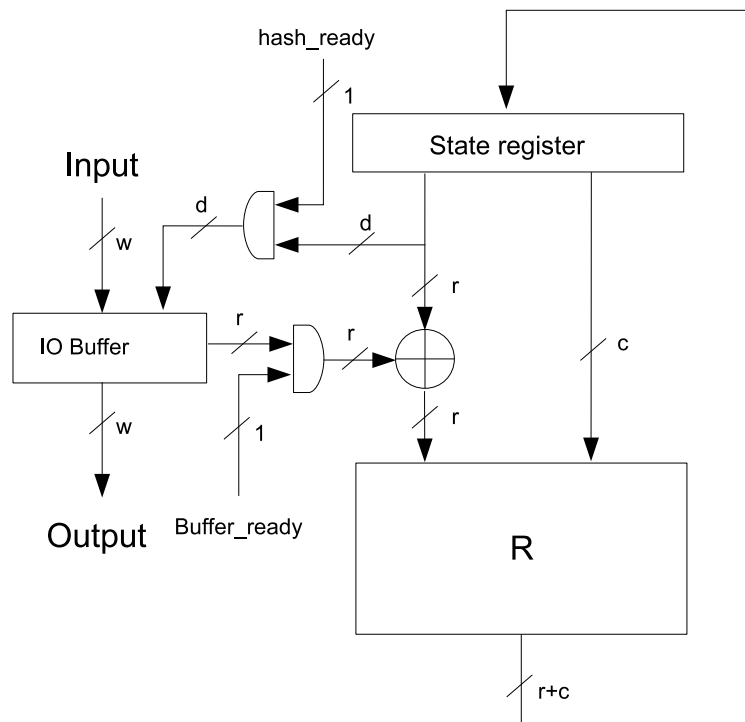 hash_ready
1
State register
Input
d
d
w
r
IO Buffer
r
r
c
w
r
1
Buffer_ready
Output
R
r+c